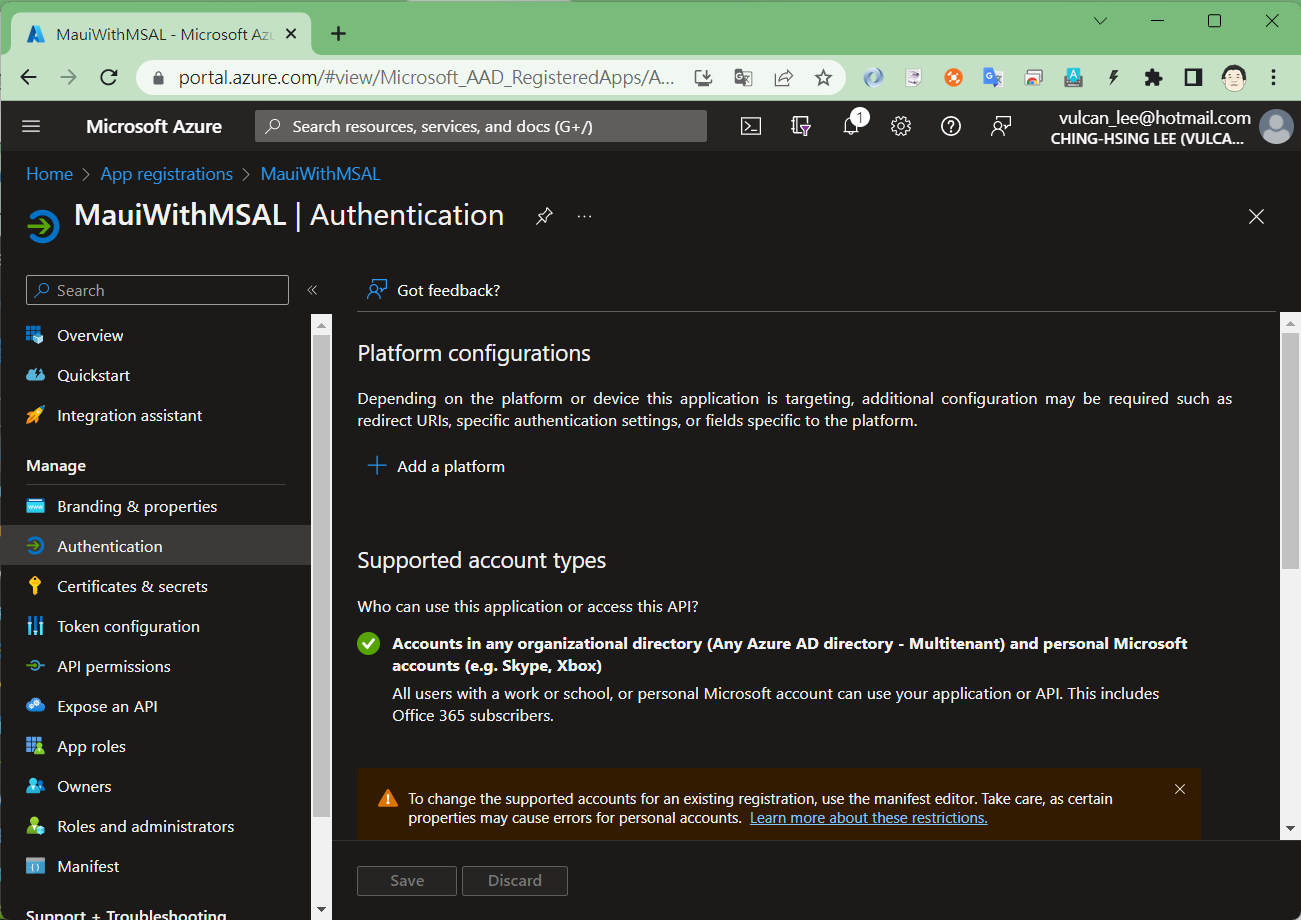 MauiWithMSAL - Microsoft Azu
portal.azure.com/#view/Microsoft_AAD_RegisteredApps/A...
Microsoft Azure
Search resources, services, and docs (G+/)
1
vulcan_lee@hotmail.com
CHING-HSING LEE (VULCA...
Home > App registrations > MauiWithMSAL
MauiWithMSAL | Authentication
Search
Got feedback?
Overview
Quickstart
Integration assistant
Manage
Branding & properties
Authentication
Certificates & secrets
Token configuration
API permissions
Expose an API
App roles
Owners
Roles and administrators
Manifest
Support + Troubleshooting
Platform configurations
Depending on the platform or device this application is targeting, additional configuration may be required such as
redirect URIs, specific authentication settings, or fields specific to the platform.
Add a platform
Supported account types
Who can use this application or access this API?
Accounts in any organizational directory (Any Azure AD directory - Multitenant) and personal Microsoft
accounts (e.g. Skype, Xbox)
All users with a work or school, or personal Microsoft account can use your application or API. This includes
Office 365 subscribers.
To change the supported accounts for an existing registration, use the manifest editor. Take care, as certain
properties may cause errors for personal accounts. Learn more about these restrictions.
Save
Discard